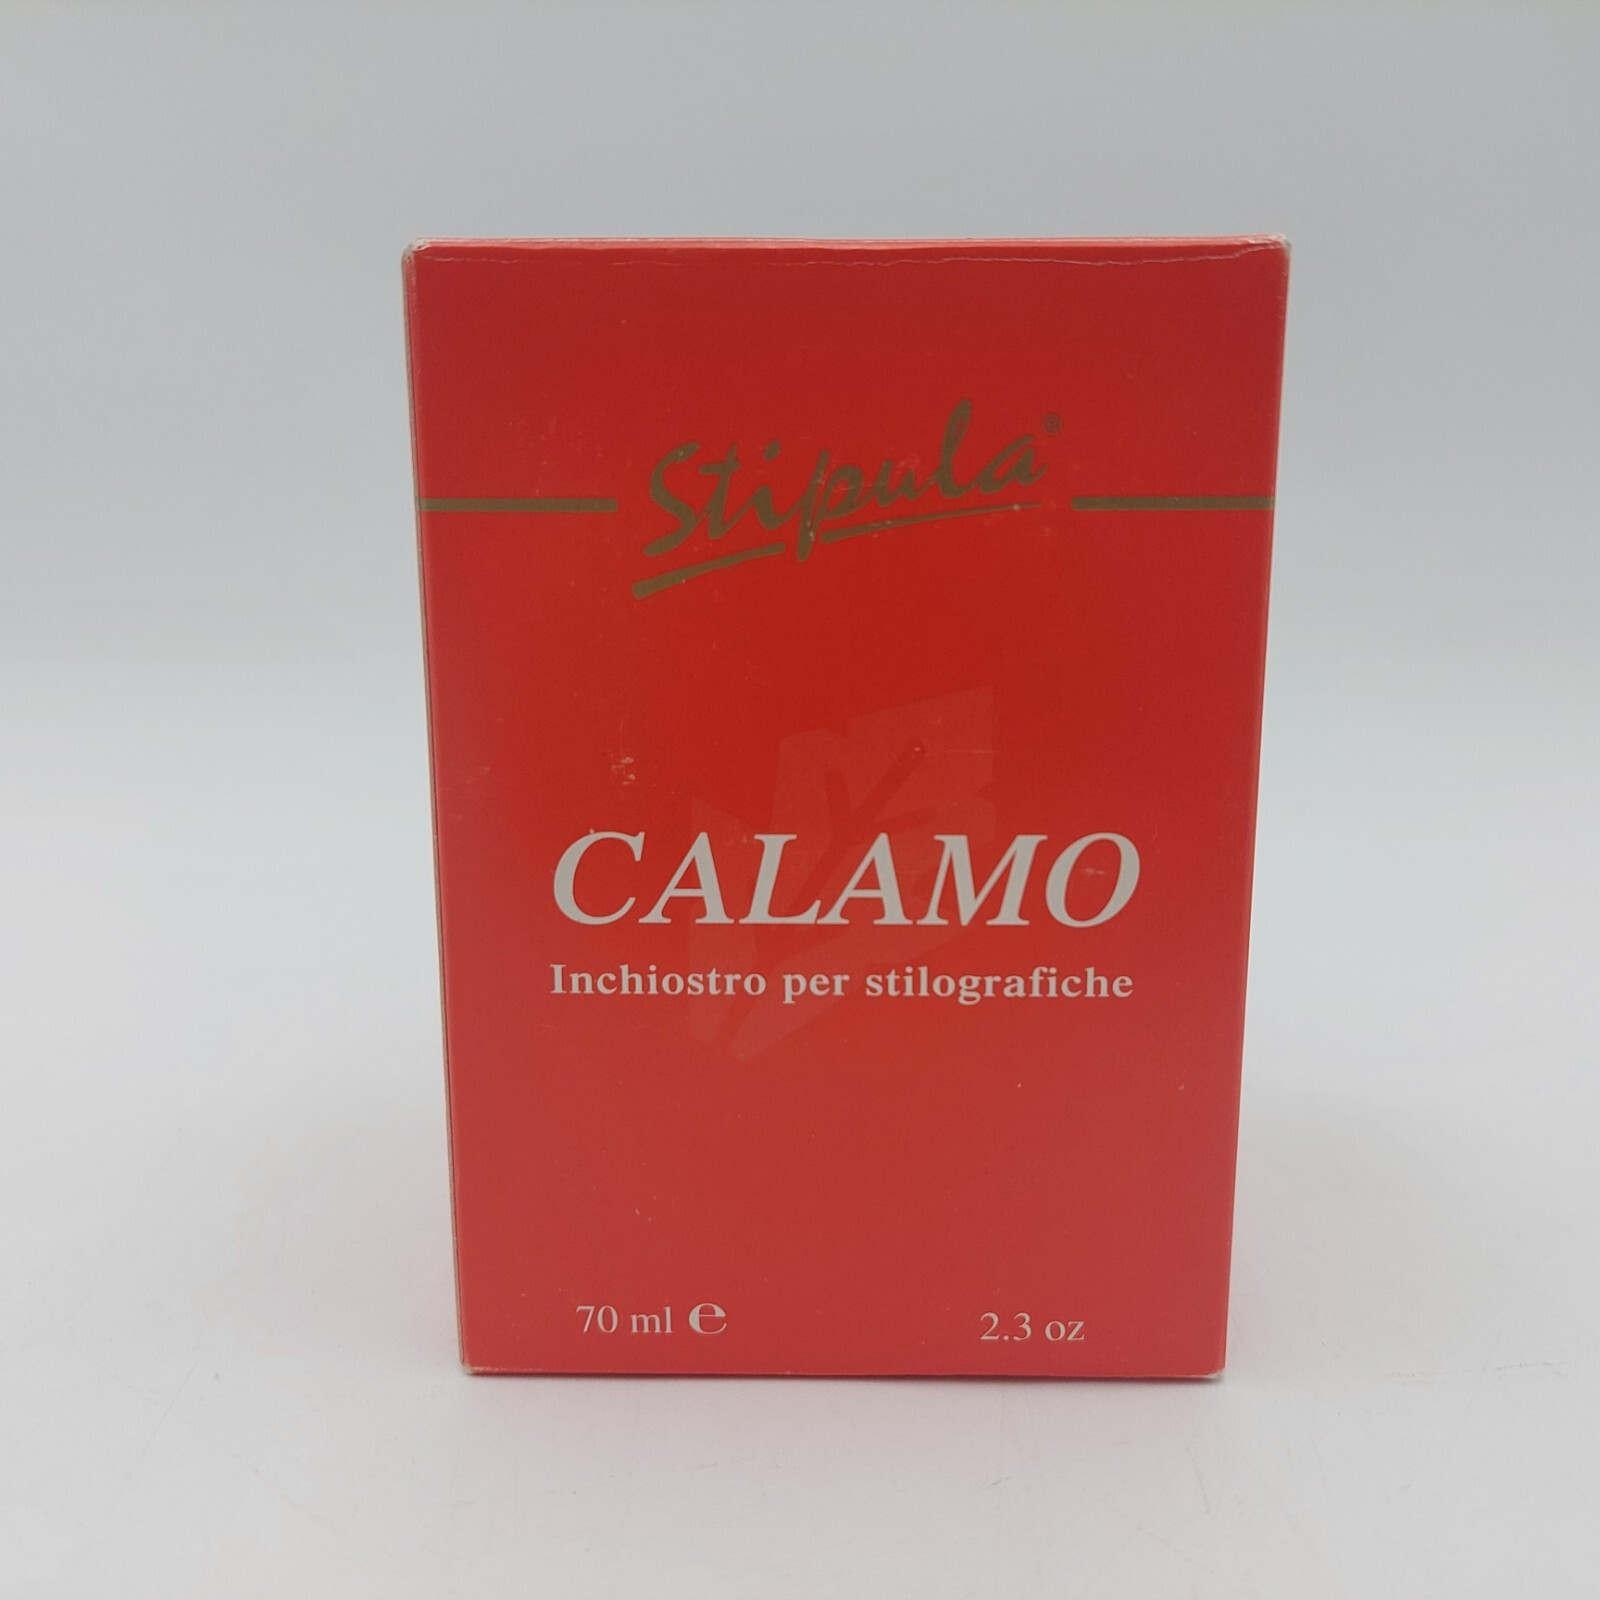 Stipula®
CALAMO
Inchiostro per stilografiche
70 ml ℮
2.3 oz